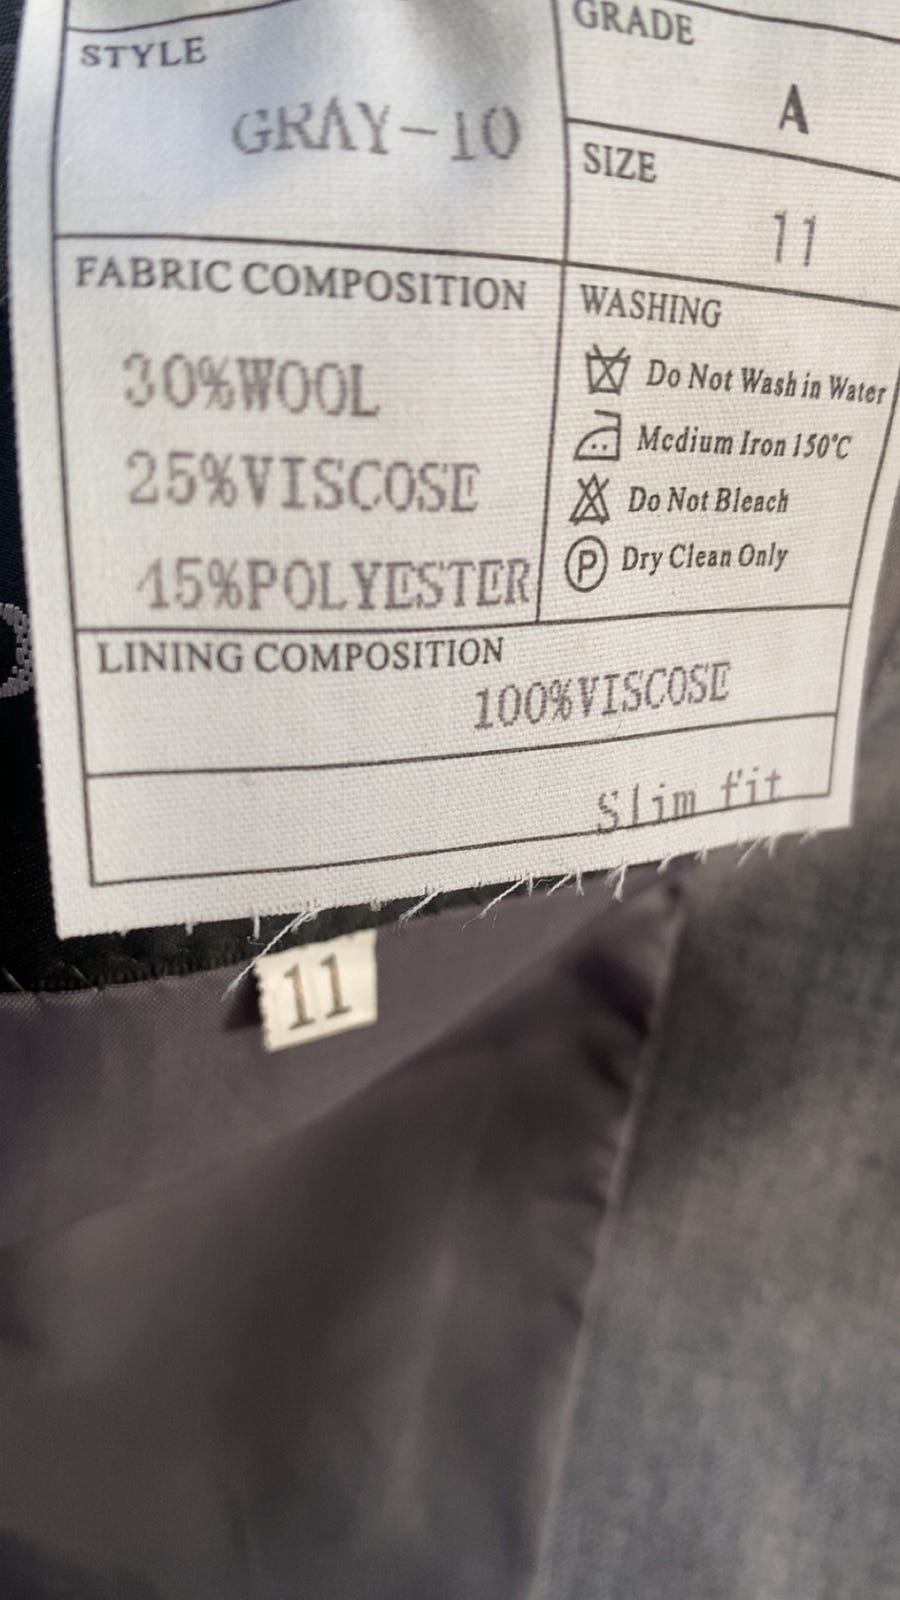 STYLE
GRAY-10
GRADE
A
SIZE
11
FABRIC COMPOSITION
30%WOOL
25%VISCOSE
45%POLYESTER
WASHING
Do Not Wash in Water
Medium Iron 150°C
Do Not Bleach
P Dry Clean Only
LINING COMPOSITION
100%VISCOSE
Slim fit
11